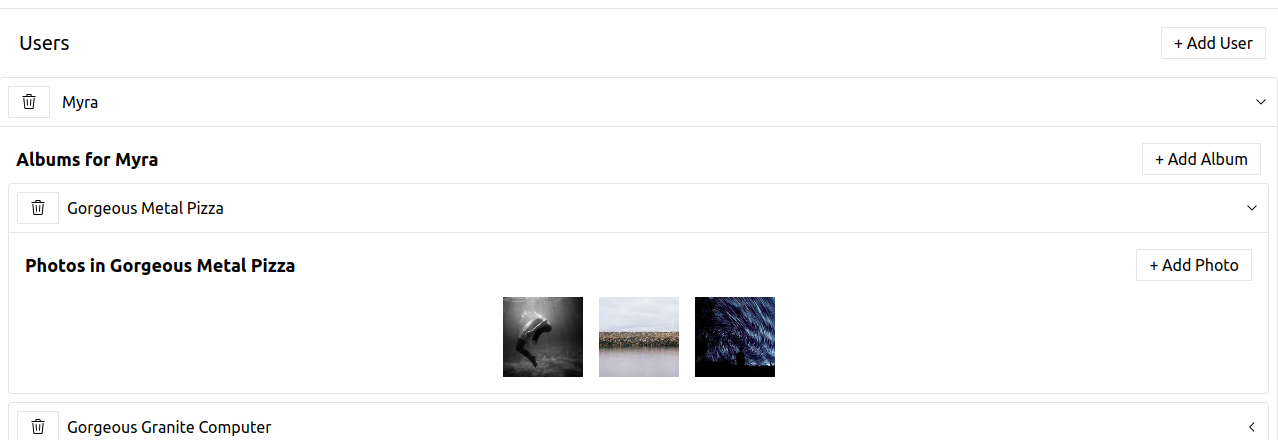 Users
+ Add User
Myra
Albums for Myra
+ Add Album
Gorgeous Metal Pizza
Photos in Gorgeous Metal Pizza
+ Add Photo
Gorgeous Granite Computer